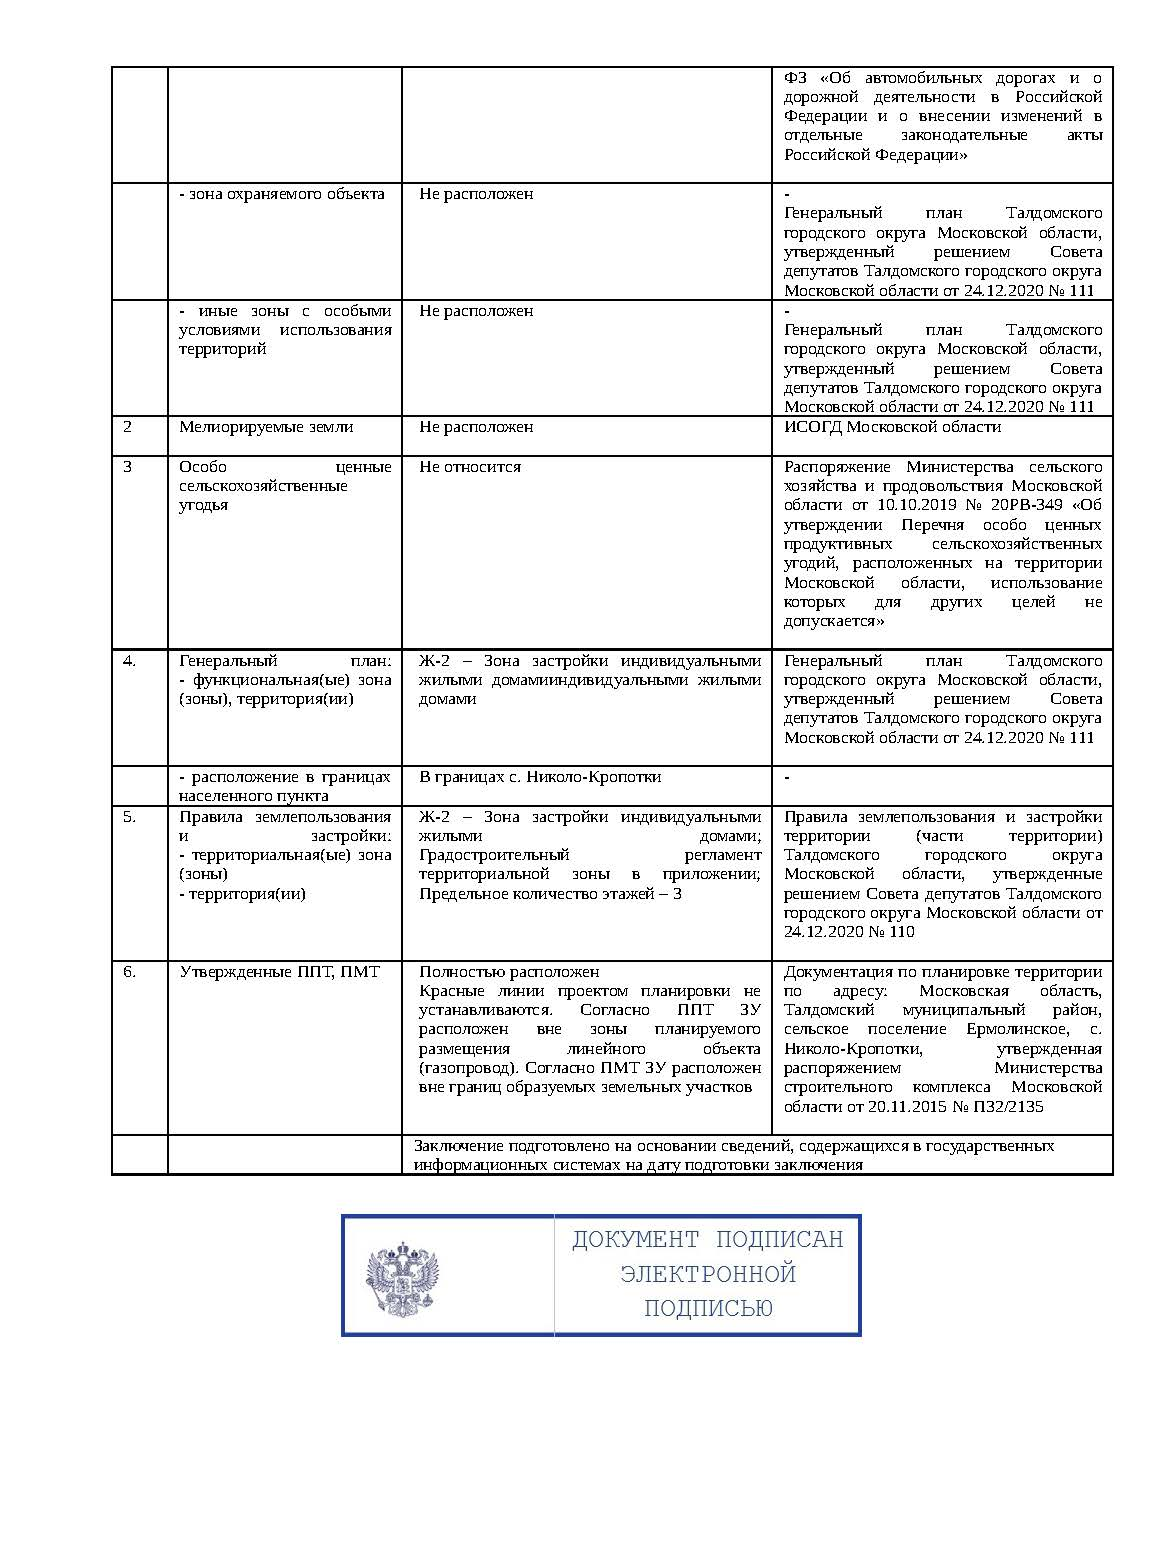 ФЗ «Об автомобильных дорогах и о
дорожной деятельности в Российской
Федерации и о внесении изменений в
отдельные законодательные акты
Российской Федерации»
- зона охраняемого объекта
Не расположен
-
Генеральный план Талдомского
городского округа Московской области,
утвержденный решением Совета
депутатов Талдомского городского округа
Московской области от 24.12.2020 № 111
- иные зоны с особыми
условиями использования
территорий
Не расположен
-
Генеральный план Талдомского
городского округа Московской области,
утвержденный решением Совета
депутатов Талдомского городского округа
Московской области от 24.12.2020 № 111
2
Мелиорируемые земли
Не расположен
ИСОГД Московской области
3
Особо ценные
сельскохозяйственные
угодья
Не относится
Распоряжение Министерства сельского
хозяйства и продовольствия Московской
области от 10.10.2019 № 20РВ-349 «Об
утверждении Перечня особо ценных
продуктивных сельскохозяйственных
угодий, расположенных на территории
Московской области, использование
которых для других целей не
допускается»
4.
Генеральный план:
- функциональная(ые) зона
(зоны), территория(ии)
Ж-2 – Зона застройки индивидуальными
жилыми домамииндивидуальными жилыми
домами
Генеральный план Талдомского
городского округа Московской области,
утвержденный решением Совета
депутатов Талдомского городского округа
Московской области от 24.12.2020 № 111
- расположение в границах
населенного пункта
В границах с. Николо-Кропотки
-
5.
Правила землепользования
и застройки:
- территориальная(ые) зона
(зоны)
- территория(ии)
Ж-2 – Зона застройки индивидуальными
жилыми домами;
Градостроительный регламент
территориальной зоны в приложении;
Предельное количество этажей – 3
Правила землепользования и застройки
территории (части территории)
Талдомского городского округа
Московской области, утвержденные
решением Совета депутатов Талдомского
городского округа Московской области от
24.12.2020 № 110
6.
Утвержденные ППТ, ПМТ
Полностью расположен
Красные линии проектом планировки не
устанавливаются. Согласно ППТ ЗУ
расположен вне зоны планируемого
размещения линейного объекта
(газопровод). Согласно ПМТ ЗУ расположен
вне границ образуемых земельных участков
Документация по планировке территории
по адресу: Московская область,
Талдомский муниципальный район,
сельское поселение Ермолинское, с.
Николо-Кропотки, утвержденная
распоряжением Министерства
строительного комплекса Московской
области от 20.11.2015 № П32/2135
Заключение подготовлено на основании сведений, содержащихся в государственных
информационных системах на дату подготовки заключения
ДОКУМЕНТ ПОДПИСАН
ЭЛЕКТРОННОЙ
ПОДПИСЬЮ